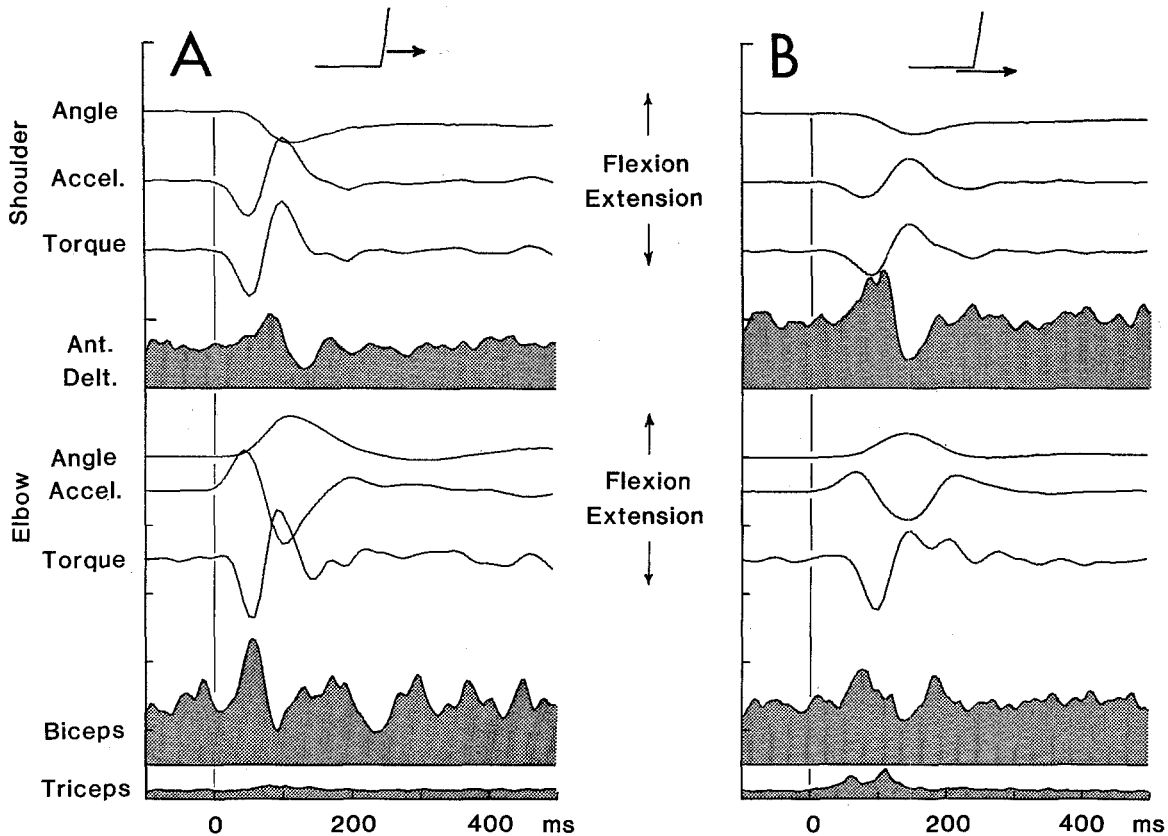 A
B
Shoulder
Angle
Accel.
Torque
Ant.
Delt.
Flexion
Extension
Elbow
Angle
Accel.
Torque
Biceps
Triceps
Flexion
Extension
0 200 400 ms
0 200 400 ms